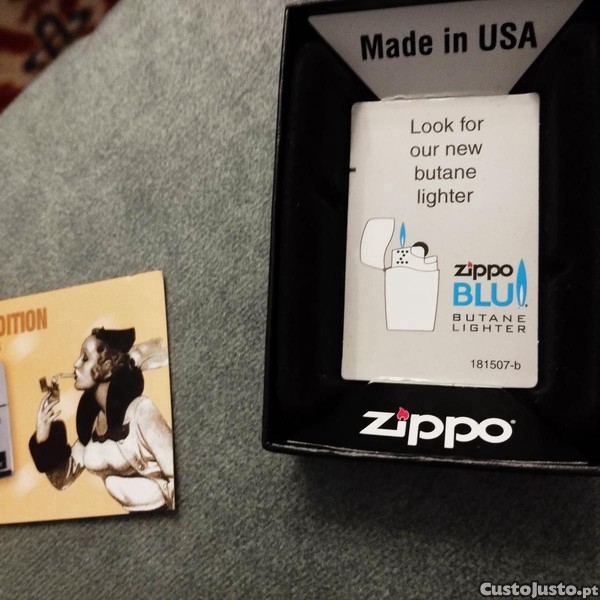 Made in USA
Look for
our new
butane
lighter
zippo
BLU
BUTANE
LIGHTER
181507-b
zippo
DITION
CustoJusto.pt